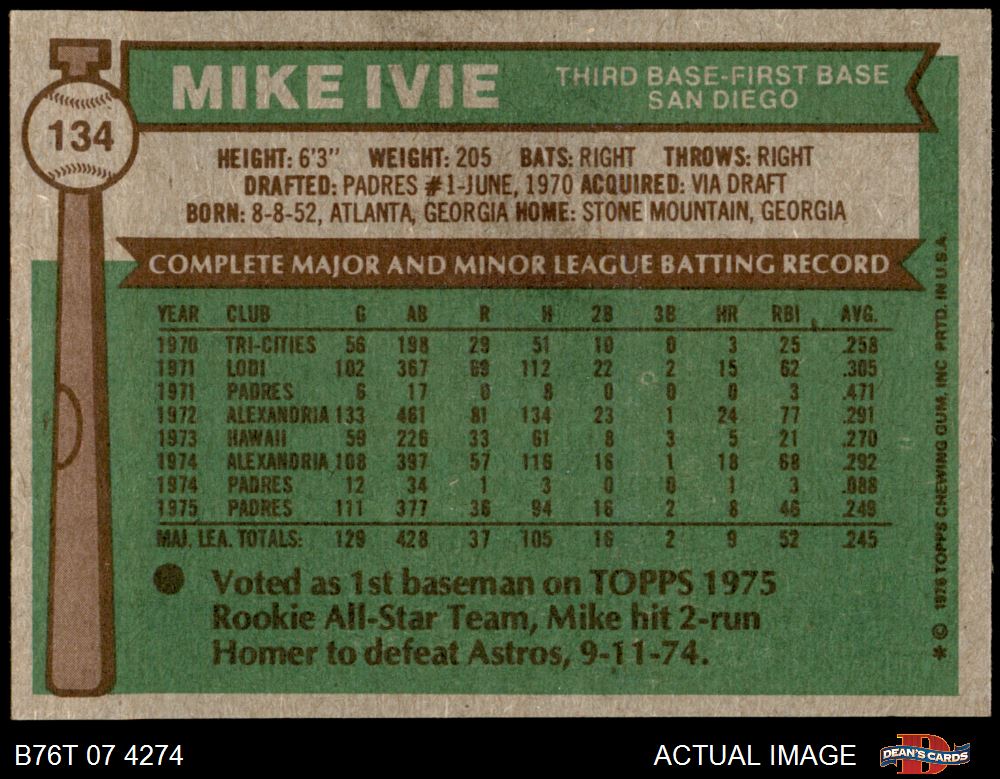 134
MIKE IVIE
THIRD BASE-FIRST BASE
SAN DIEGO
HEIGHT: 6'3" WEIGHT: 205 BATS: RIGHT THROWS: RIGHT
DRAFTED: PADRES #1-JUNE, 1970 ACQUIRED: VIA DRAFT
BORN: 8-8-52, ATLANTA, GEORGIA HOME: STONE MOUNTAIN, GEORGIA
COMPLETE MAJOR AND MINOR LEAGUE BATTING RECORD
YEAR CLUB G AB R H 2B 3B HR RBI AVG.
1970 TRI-CITIES 56 198 29 51 10 0 3 25 .258
1971 LODI 102 367 69 112 22 2 15 62 .305
1971 PADRES 6 17 0 8 0 0 0 3 .471
1972 ALEXANDRIA 133 461 81 134 23 1 24 77 .291
1973 HAWAII 59 226 33 61 8 3 5 21 .270
1974 ALEXANDRIA 108 397 57 116 16 1 18 68 .292
1974 PADRES 12 34 1 3 0 0 1 3 .088
1975 PADRES 111 377 36 94 16 2 8 46 .249
MAJ. LEA. TOTALS: 129 428 37 105 16 2 9 52 .245
Voted as 1st baseman on TOPPS 1975
Rookie All-Star Team, Mike hit 2-run
Homer to defeat Astros, 9-11-74.
* © 1976 TOPPS CHEWING GUM, INC. PRTD. IN U.S.A.
B76T 07 4274
ACTUAL IMAGE
DEAN'S CARDS